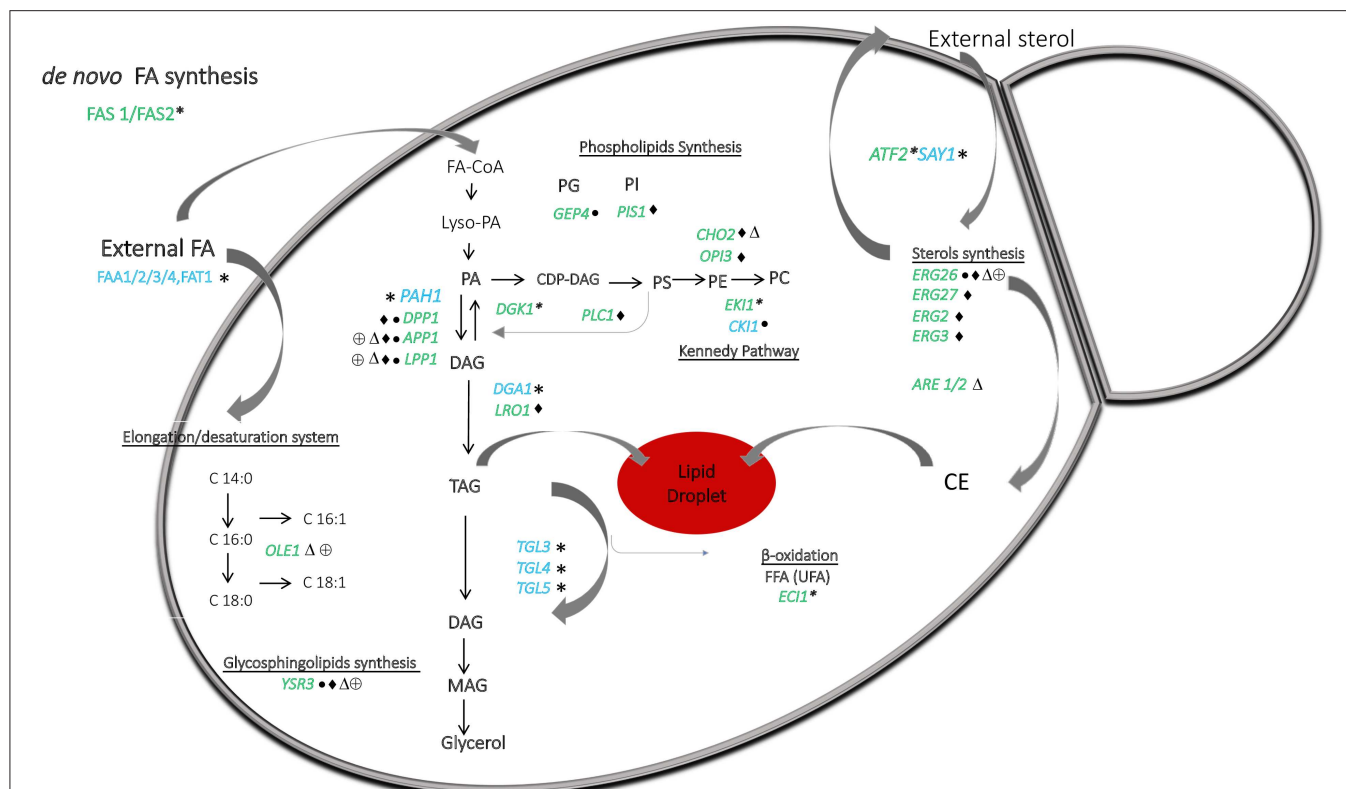 External sterol
de novo FA synthesis
FAS 1/FAS2*
Phospholipids Synthesis
ATF2*SAY1 *
FA-CoA
PG PI
GEP4 • PIS1 ♦
Lyso-PA
CHO2 ♦ Δ
OPI3 ♦
External FA
FAA1/2/3/4,FAT1 *
Sterols synthesis
ERG26 •♦Δ⊕
ERG27 ♦
ERG2 ♦
ERG3 ♦
PA CDP-DAG PS PE PC
* PAH1
♦ • DPP1
⊕ Δ ♦ • APP1
⊕ Δ ♦ • LPP1
DGK1*
PLC1 ♦
EKI1*
CKI1 •
Kennedy Pathway
DAG
DGA1 *
LRO1 ♦
ARE 1/2 Δ
Elongation/desaturation system
C 14:0
C 16:1
C 16:0
OLE1 Δ ⊕
C 18:1
C 18:0
TAG
Lipid
Droplet
CE
TGL3 *
TGL4 *
TGL5 *
β-oxidation
FFA (UFA)
ECI1*
DAG
Glycosphingolipids synthesis
YSR3 • ♦ Δ⊕
MAG
Glycerol